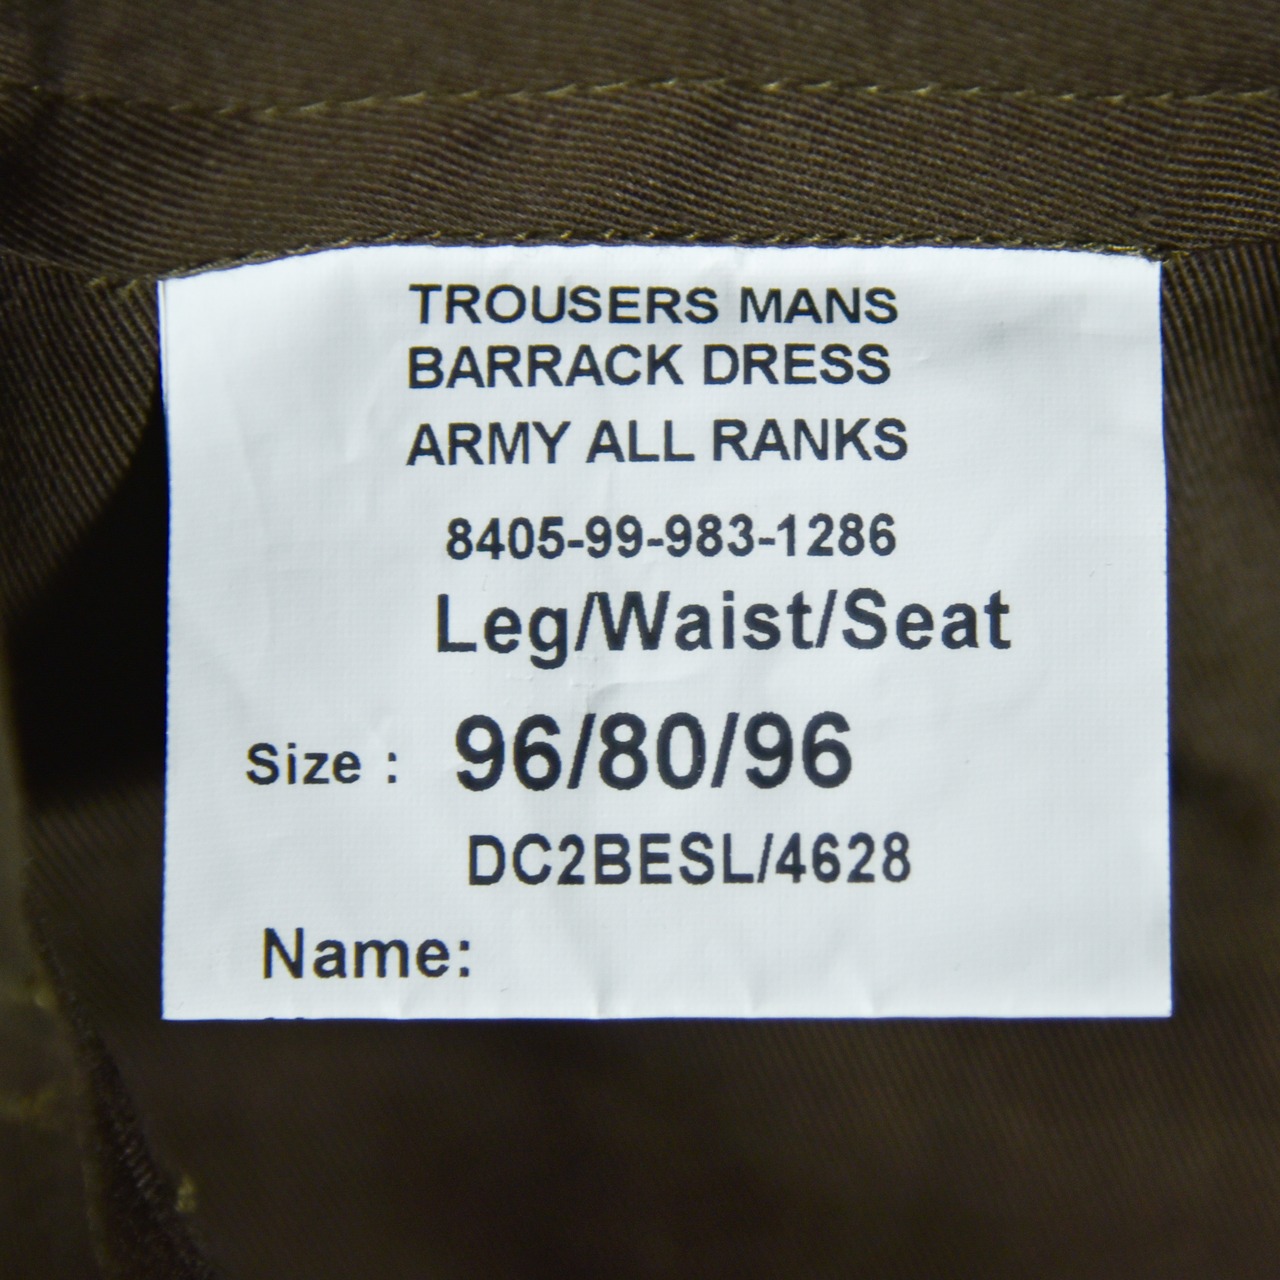 TROUSERS MANS
BARRACK DRESS
ARMY ALL RANKS
8405-99-983-1286
Leg/Waist/Seat
Size : 96/80/96
DC2BESL/4628
Name: